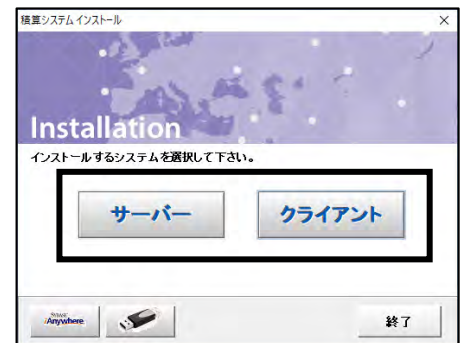 積算システム インストール
Installation
インストールするシステムを選択して下さい。
サーバー
クライアント
Anywhere
終了